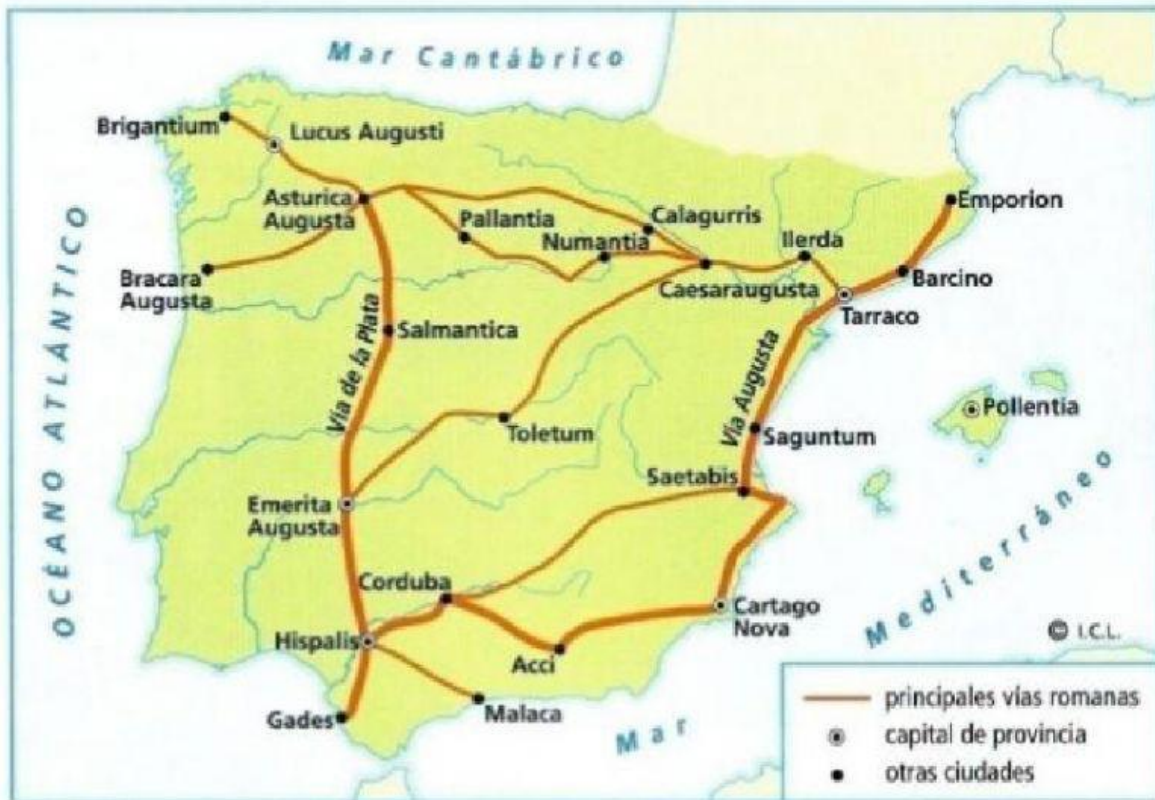 Mar Cantábrico
Brigantium
Lucus Augusti
Asturica
Augusta
Pallantia
Calagurris
Numantia
Ilerda
Emporion
Bracara
Augusta
Caesaraugusta
Barcino
Tarraco
OCÉANO ATLÁNTICO
Vía de la Plata
Salmantica
Vía Augusta
Pollentia
Toletum
Saguntum
Saetabis
Emerita
Augusta
Corduba
Cartago
Nova
Hispalis
Acci
Gades
Malaca
Mar Mediterráneo
© I.C.L.
principales vías romanas
capital de provincia
otras ciudades